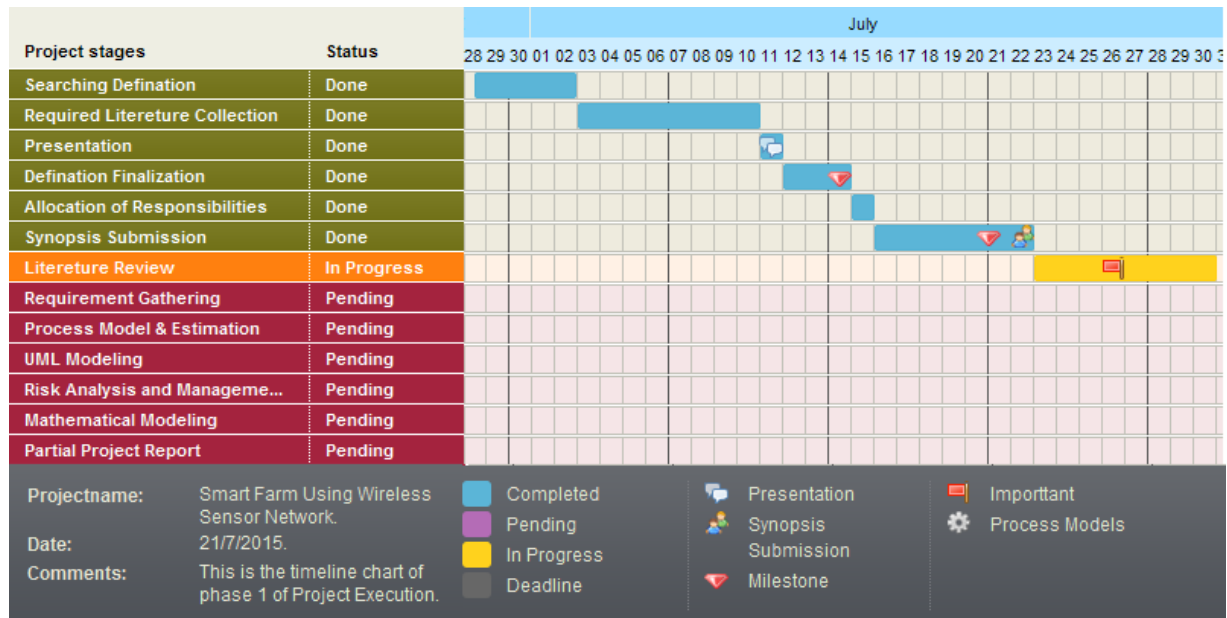 July
Project stages Status 28 29 30 01 02 03 04 05 06 07 08 09 10 11 12 13 14 15 16 17 18 19 20 21 22 23 24 25 26 27 28 29 30
Searching Defination Done
Required Litereture Collection Done
Presentation Done
Defination Finalization Done
Allocation of Responsibilities Done
Synopsis Submission Done
Litereture Review In Progress
Requirement Gathering Pending
Process Model & Estimation Pending
UML Modeling Pending
Risk Analysis and Manageme... Pending
Mathematical Modeling Pending
Partial Project Report Pending
Projectname: Smart Farm Using Wireless
Sensor Network.
Date: 21/7/2015.
Comments: This is the timeline chart of
phase 1 of Project Execution.
Completed
Pending
In Progress
Deadline
Presentation
Synopsis
Submission
Milestone
Importtant
Process Models